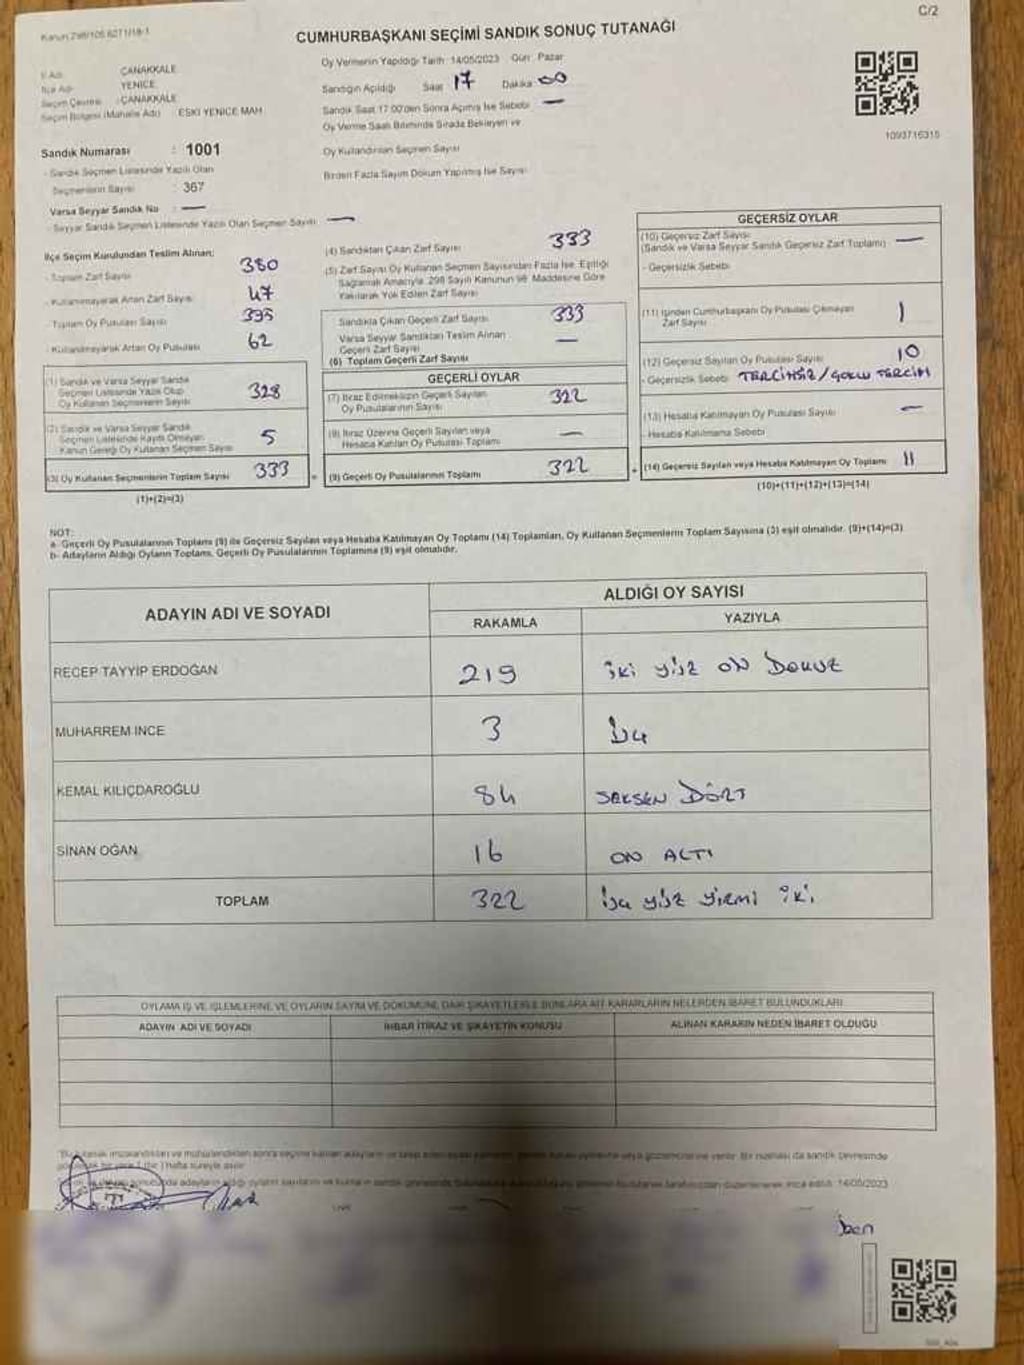 Kanun 298/105 6271/18-1
C/2
CUMHURBAŞKANI SEÇİMİ SANDIK SONUÇ TUTANAĞI
İl Adı : ÇANAKKALE
İlçe Adı : YENİCE
Seçim Çevresi : ÇANAKKALE
Seçim Bölgesi (Mahalle Adı) : ESKİ YENİCE MAH.
Sandık Numarası : 1001
- Sandık Seçmen Listesinde Yazılı Olan
Seçmenlerin Sayısı : 367
Varsa Seyyar Sandık No : —
- Seyyar Sandık Seçmen Listesinde Yazılı Olan Seçmen Sayısı : —
Oy Vermenin Yapıldığı Tarih : 14/05/2023 Gün : Pazar
Sandığın Açıldığı Saat 17 Dakika 00
Sandık Saat 17:00'den Sonra Açılmış İse Sebebi —
Oy Verme Saati Bitiminde Sırada Bekleyen ve
Oy Kullandırılan Seçmen Sayısı
Birden Fazla Sayım Döküm Yapılmış İse Sayısı
1093716315
İlçe Seçim Kurulundan Teslim Alınan;
- Toplam Zarf Sayısı 380
- Kullanılmayarak Artan Zarf Sayısı 47
- Toplam Oy Pusulası Sayısı 395
- Kullanılmayarak Artan Oy Pusulası 62
(1) Sandık ve Varsa Seyyar Sandık
Seçmen Listesinde Yazılı Olup
Oy Kullanan Seçmenlerin Sayısı 328
(2) Sandık ve Varsa Seyyar Sandık
Seçmen Listesinde Kayıtlı Olmayan
Kanun Gereği Oy Kullanan Seçmen Sayısı 5
(3) Oy Kullanan Seçmenlerin Toplam Sayısı 333
(1)+(2)=(3)
(4) Sandıktan Çıkan Zarf Sayısı 333
(5) Zarf Sayısı Oy Kullanan Seçmen Sayısından Fazla İse, Eşitliği
Sağlamak Amacıyla, 298 Sayılı Kanunun 98. Maddesine Göre
Yakılarak Yok Edilen Zarf Sayısı
Sandıkta Çıkan Geçerli Zarf Sayısı 333
Varsa Seyyar Sandıktan Teslim Alınan
Geçerli Zarf Sayısı —
(6) Toplam Geçerli Zarf Sayısı
GEÇERLİ OYLAR
(7) İtiraz Edilmeksizin Geçerli Sayılan
Oy Pusulalarının Sayısı 322
(8) İtiraz Üzerine Geçerli Sayılan veya
Hesaba Katılan Oy Pusulası Toplamı —
(9) Geçerli Oy Pusulalarının Toplamı 322
GEÇERSİZ OYLAR
(10) Geçersiz Zarf Sayısı
(Sandık ve Varsa Seyyar Sandık Geçersiz Zarf Toplamı) —
- Geçersizlik Sebebi
(11) İçinden Cumhurbaşkanı Oy Pusulası Çıkmayan
Zarf Sayısı 1
(12) Geçersiz Sayılan Oy Pusulası Sayısı 10
- Geçersizlik Sebebi TERCİHSİZ / ÇOKLU TERCİH
(13) Hesaba Katılmayan Oy Pusulası Sayısı —
- Hesaba Katılmama Sebebi
(14) Geçersiz Sayılan veya Hesaba Katılmayan Oy Toplamı 11
(10)+(11)+(12)+(13)=(14)
NOT:
a- Geçerli Oy Pusulalarının Toplamı (9) ile Geçersiz Sayılan veya Hesaba Katılmayan Oy Toplamı (14) Toplamları, Oy Kullanan Seçmenlerin Toplam Sayısına (3) eşit olmalıdır. (9)+(14)=(3)
b- Adayların Aldığı Oyların Toplamı, Geçerli Oy Pusulalarının Toplamına (9) eşit olmalıdır.
ADAYIN ADI VE SOYADI ALDIĞI OY SAYISI
RAKAMLA YAZIYLA
RECEP TAYYİP ERDOĞAN 219 iki yüz on Dokuz
MUHARREM İNCE 3 Üç
KEMAL KILIÇDAROĞLU 84 SEKSEN DÖRT
SİNAN OĞAN 16 ON ALTI
TOPLAM 322 Üç yüz yirmi iki
OYLAMA İŞ VE İŞLEMLERİNE VE OYLARIN SAYIM VE DÖKÜMÜNE DAİR ŞİKAYETLERLE BUNLARA AİT KARARLARIN NELERDEN İBARET BULUNDUKLARI
ADAYIN ADI VE SOYADI İHBAR İTİRAZ VE ŞİKAYETİN KONUSU ALINAN KARARIN NEDEN İBARET OLDUĞU